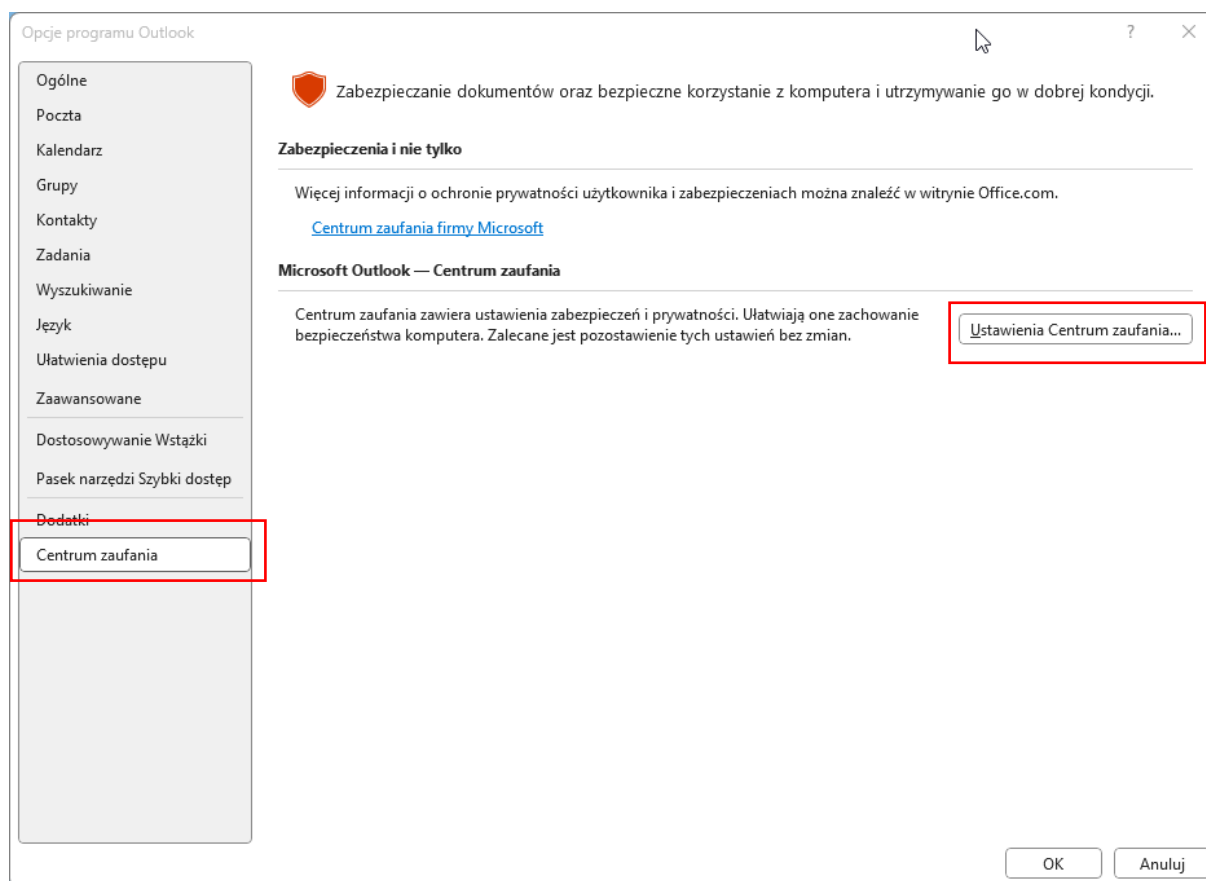 Opcje programu Outlook
?
Ogólne
Poczta
Kalendarz
Grupy
Kontakty
Zadania
Wyszukiwanie
Język
Ułatwienia dostępu
Zaawansowane
Dostosowywanie Wstążki
Pasek narzędzi Szybki dostęp
Dodatki
Centrum zaufania
Zabezpieczanie dokumentów oraz bezpieczne korzystanie z komputera i utrzymywanie go w dobrej kondycji.
Zabezpieczenia i nie tylko
Więcej informacji o ochronie prywatności użytkownika i zabezpieczeniach można znaleźć w witrynie Office.com.
Centrum zaufania firmy Microsoft
Microsoft Outlook — Centrum zaufania
Centrum zaufania zawiera ustawienia zabezpieczeń i prywatności. Ułatwiają one zachowanie
bezpieczeństwa komputera. Zalecane jest pozostawienie tych ustawień bez zmian.
Ustawienia Centrum zaufania...
OK
Anuluj